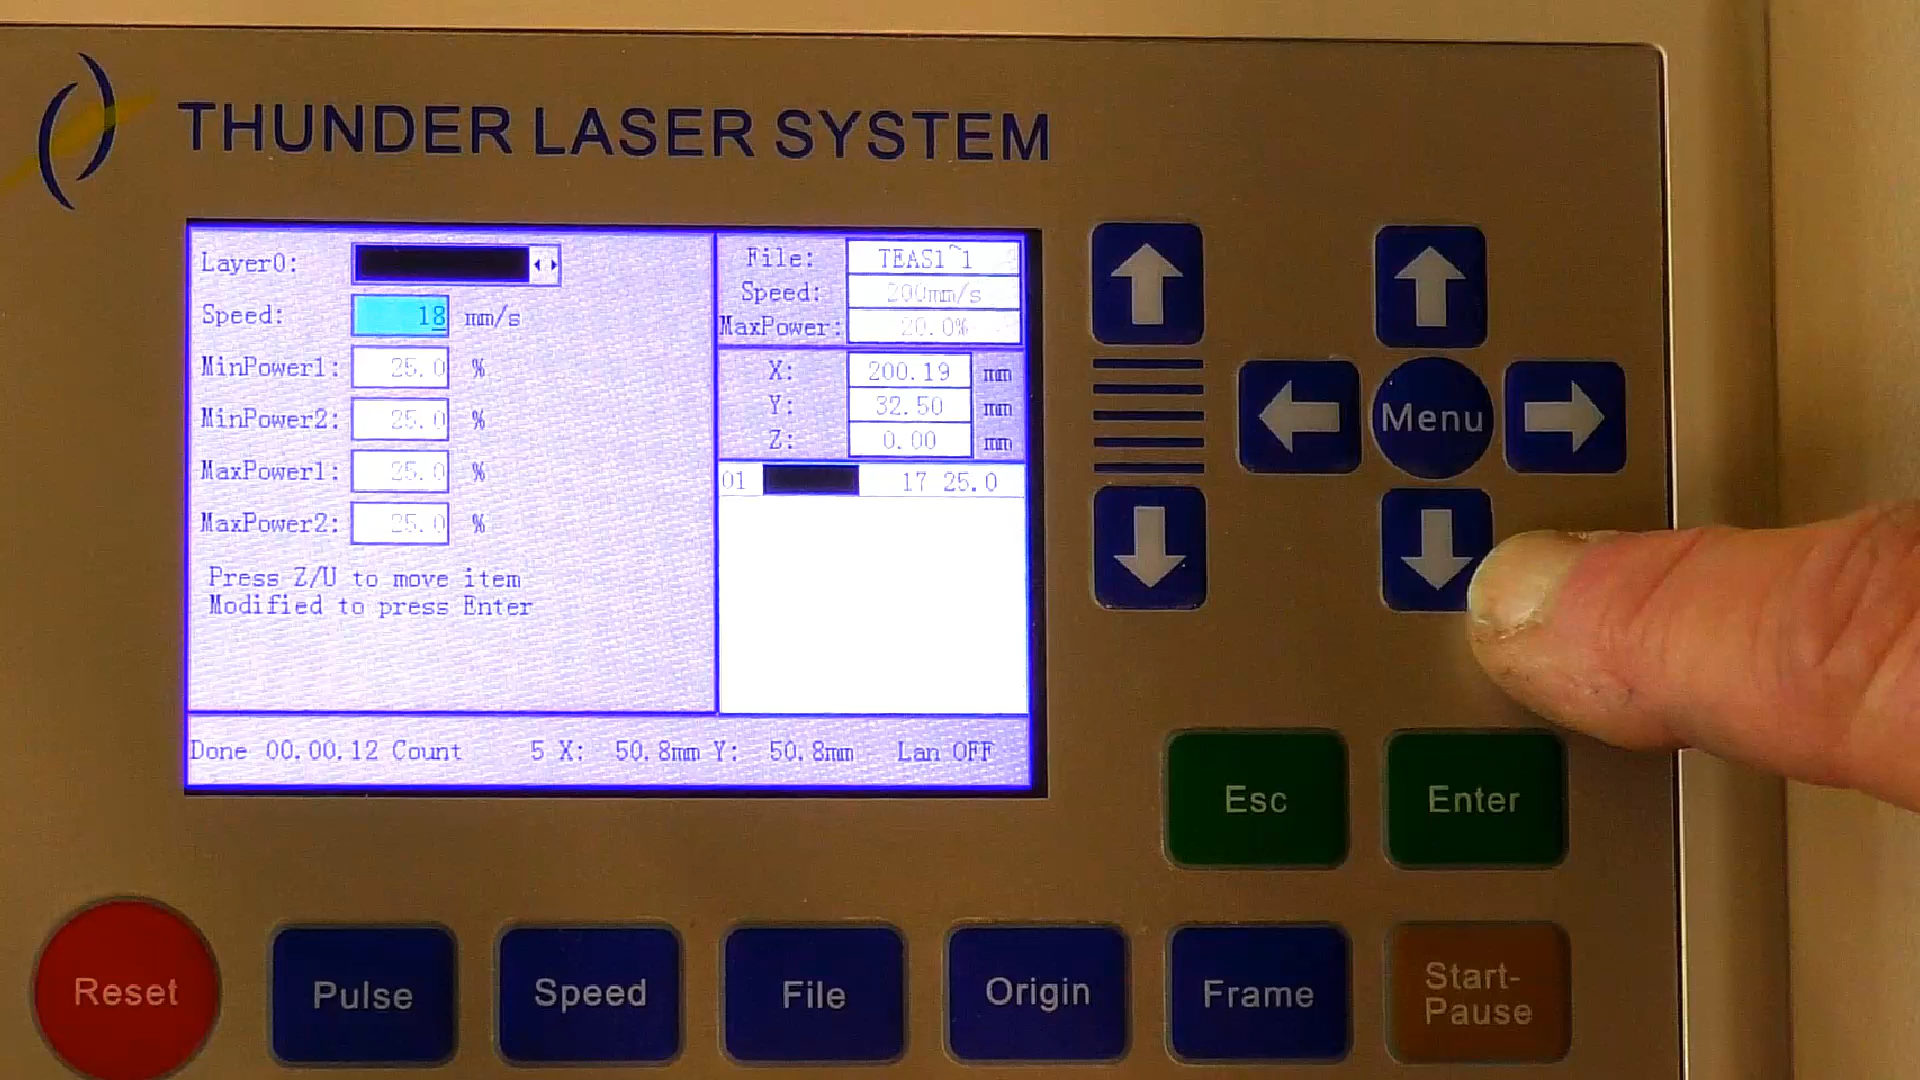 THUNDER LASER SYSTEM
Layer0:
Speed: 18 mm/s
MinPower1: 25.0 %
MinPower2: 25.0 %
MaxPower1: 25.0 %
MaxPower2: 25.0 %
Press Z/U to move item
Modified to press Enter
File: TEAS1~1
Speed: 200mm/s
MaxPower: 20.0%
X: 200.19 mm
Y: 32.50 mm
Z: 0.00 mm
01 17 25.0
Done 00.00.12 Count 5 X: 50.8mm Y: 50.8mm Lan OFF
Menu
Esc
Enter
Reset
Pulse
Speed
File
Origin
Frame
Start-
Pause